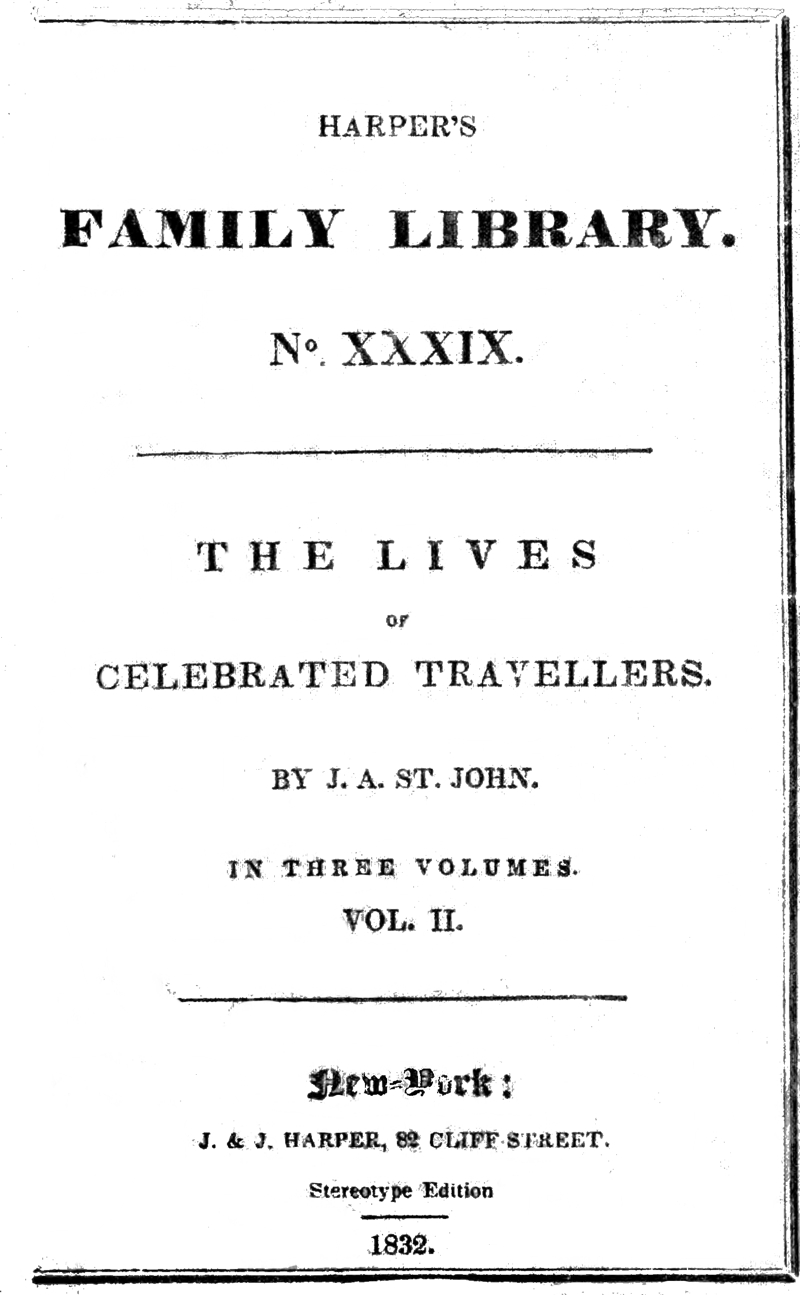 HARPER'S
FAMILY LIBRARY.
Nº. XXXIX.
THE LIVES
OF
CELEBRATED TRAVELLERS.
BY J. A. ST. JOHN.
IN THREE VOLUMES.
VOL. II.
New-York:
J. & J. HARPER, 82 CLIFF-STREET.
Stereotype Edition
1832.